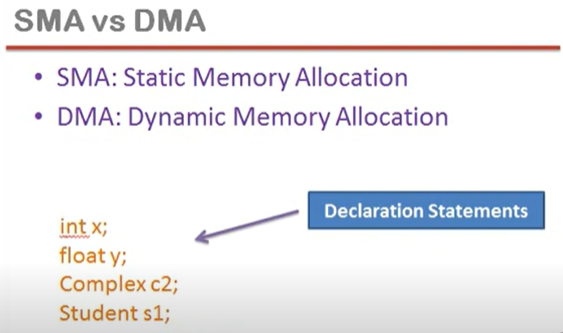 SMA vs DMA
• SMA: Static Memory Allocation
• DMA: Dynamic Memory Allocation
Declaration Statements
int x;
float y;
Complex c2;
Student s1;